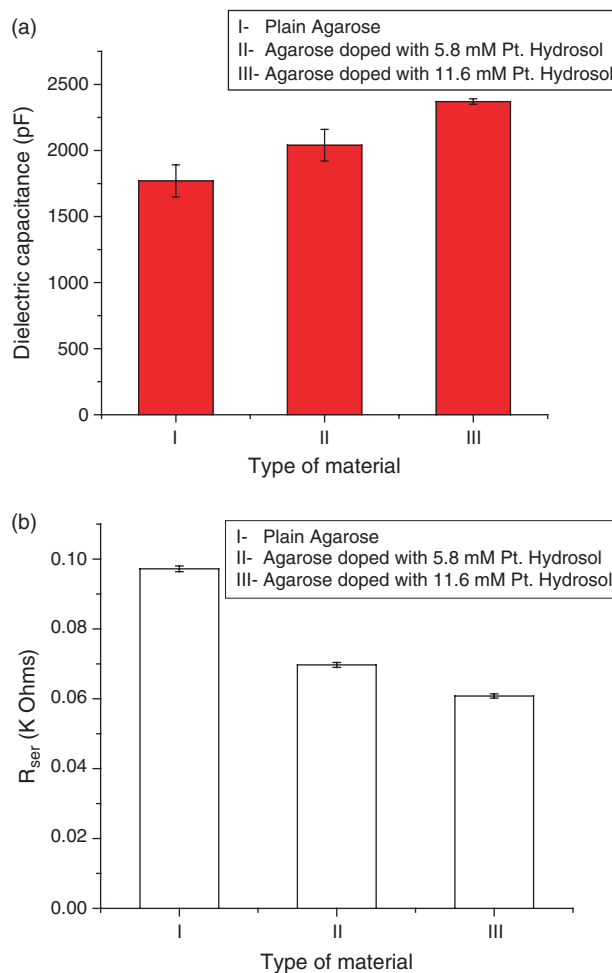 (a)
I- Plain Agarose
II- Agarose doped with 5.8 mM Pt. Hydrosol
III- Agarose doped with 11.6 mM Pt. Hydrosol
2500
2000
1500
1000
500
0
Dielectric capacitance (pF)
I II III
Type of material
(b)
I- Plain Agarose
II- Agarose doped with 5.8 mM Pt. Hydrosol
III- Agarose doped with 11.6 mM Pt. Hydrosol
0.10
0.08
0.06
0.04
0.02
0.00
Rser (K Ohms)
I II III
Type of material